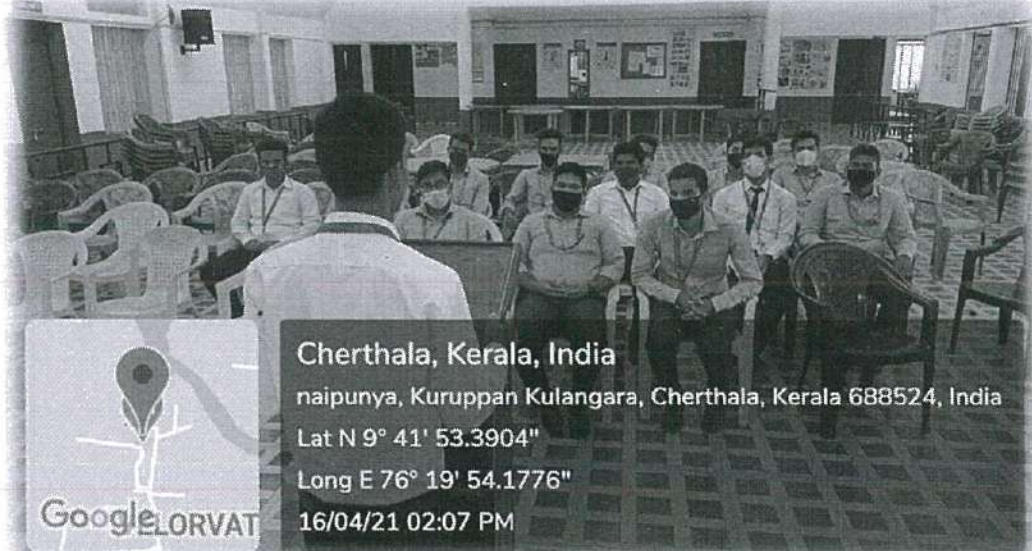 Cherthala, Kerala, India
naipunya, Kuruppan Kulangara, Cherthala, Kerala 688524, India
Lat N 9° 41' 53.3904"
Long E 76° 19' 54.1776"
16/04/21 02:07 PM
Google
LORVAT